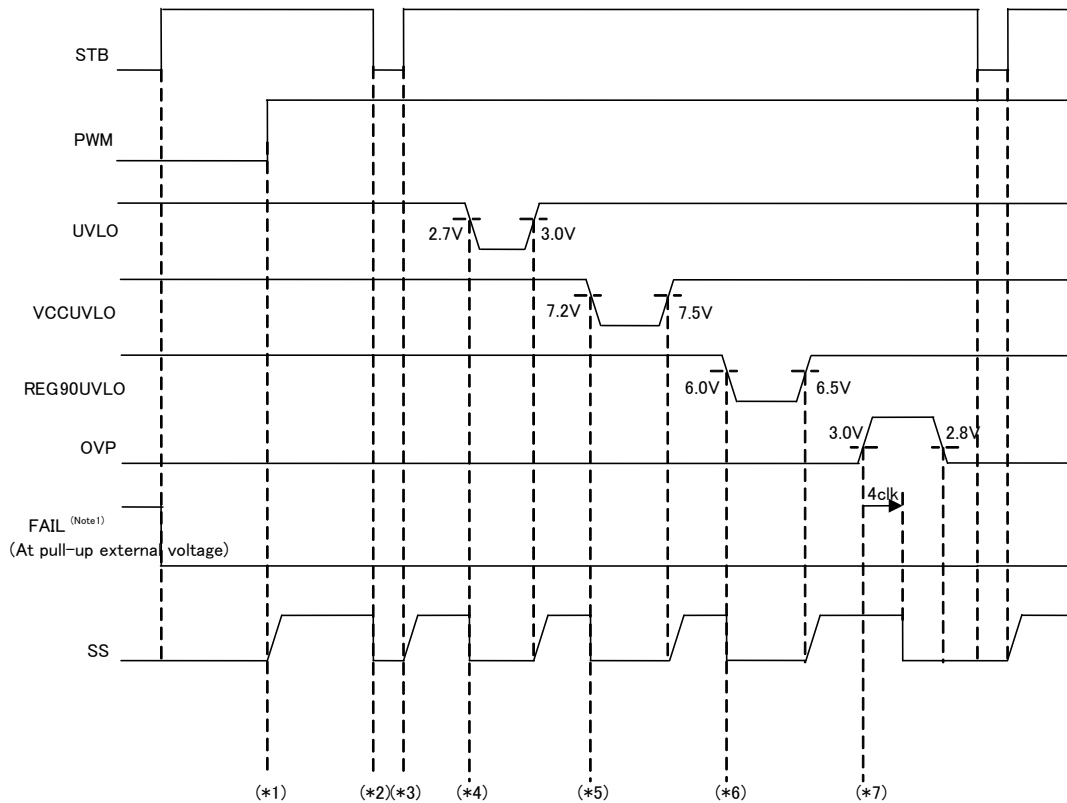 STB
PWM
UVLO
2.7V
3.0V
VCCUVLO
7.2V
7.5V
REG90UVLO
6.0V
6.5V
OVP
3.0V
2.8V
4clk
FAIL (Note1)
(At pull-up external voltage)
SS
(*1)
(*2)(*3)
(*4)
(*5)
(*6)
(*7)